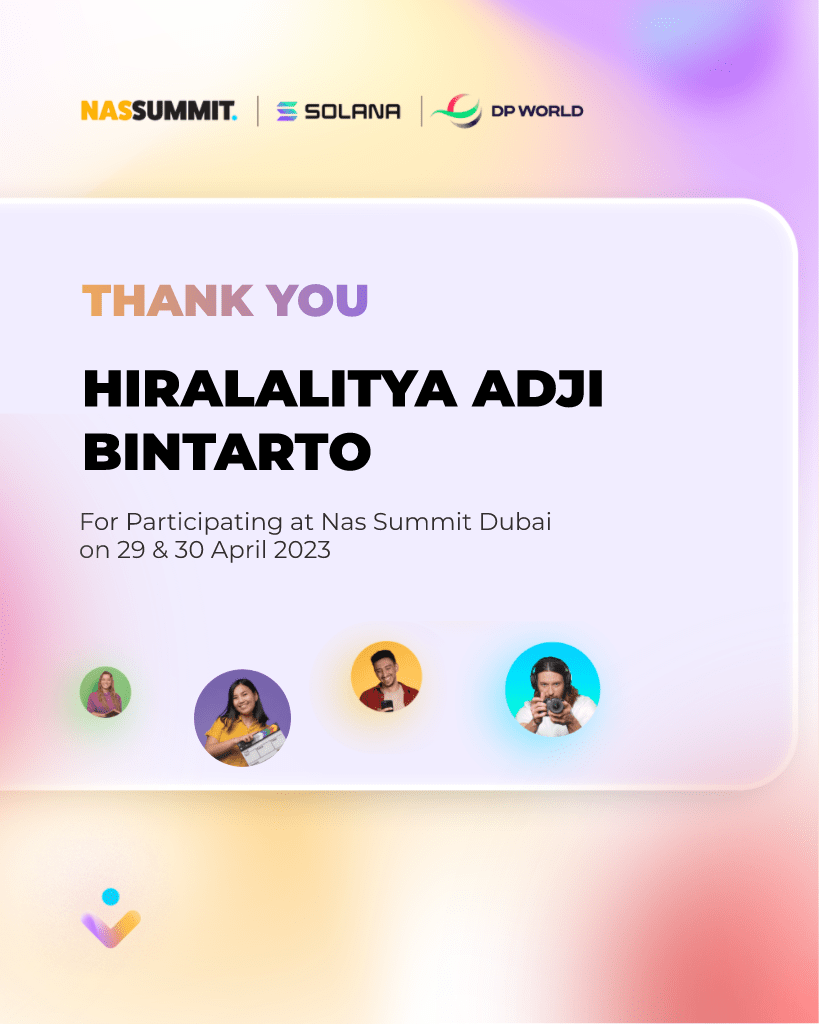 NASSUMMIT. | SOLANA | DP WORLD
THANK YOU
HIRALALITYA ADJI
BINTARTO
For Participating at Nas Summit Dubai
on 29 & 30 April 2023